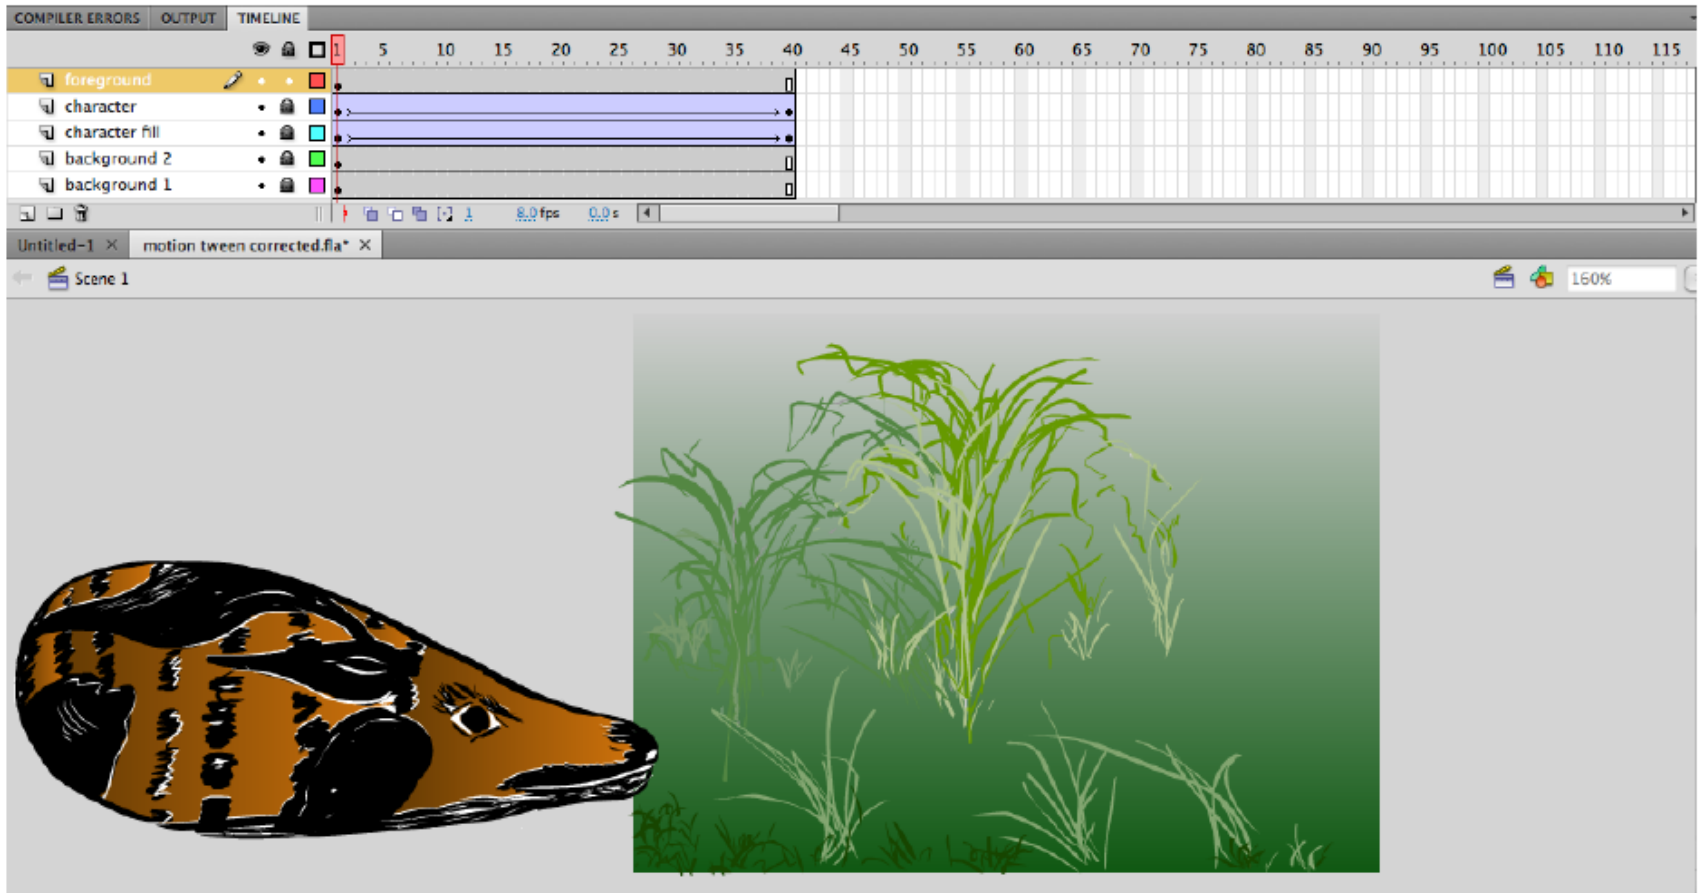 COMPILER ERRORS OUTPUT TIMELINE
1 5 10 15 20 25 30 35 40 45 50 55 60 65 70 75 80 85 90 95 100 105 110 115
foreground
character
character fill
background 2
background 1
1 8.0 fps 0.0 s
Untitled-1 × motion tween corrected.fla* ×
Scene 1 160%